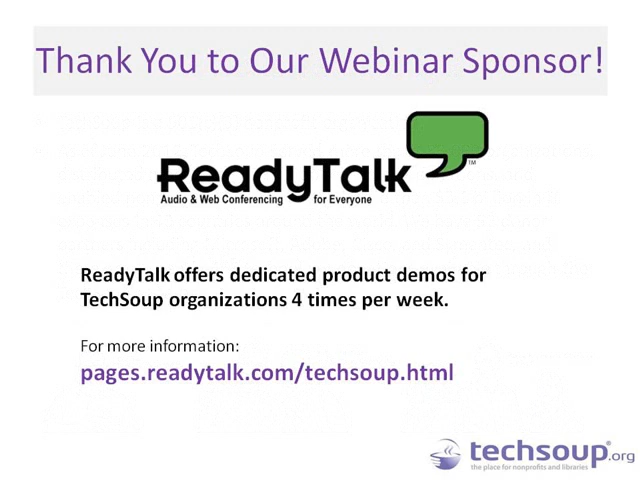 Thank You to Our Webinar Sponsor!
ReadyTalk™
Audio & Web Conferencing for Everyone
ReadyTalk offers dedicated product demos for
TechSoup organizations 4 times per week.
For more information:
pages.readytalk.com/techsoup.html
techsoup®.org
the place for nonprofits and libraries